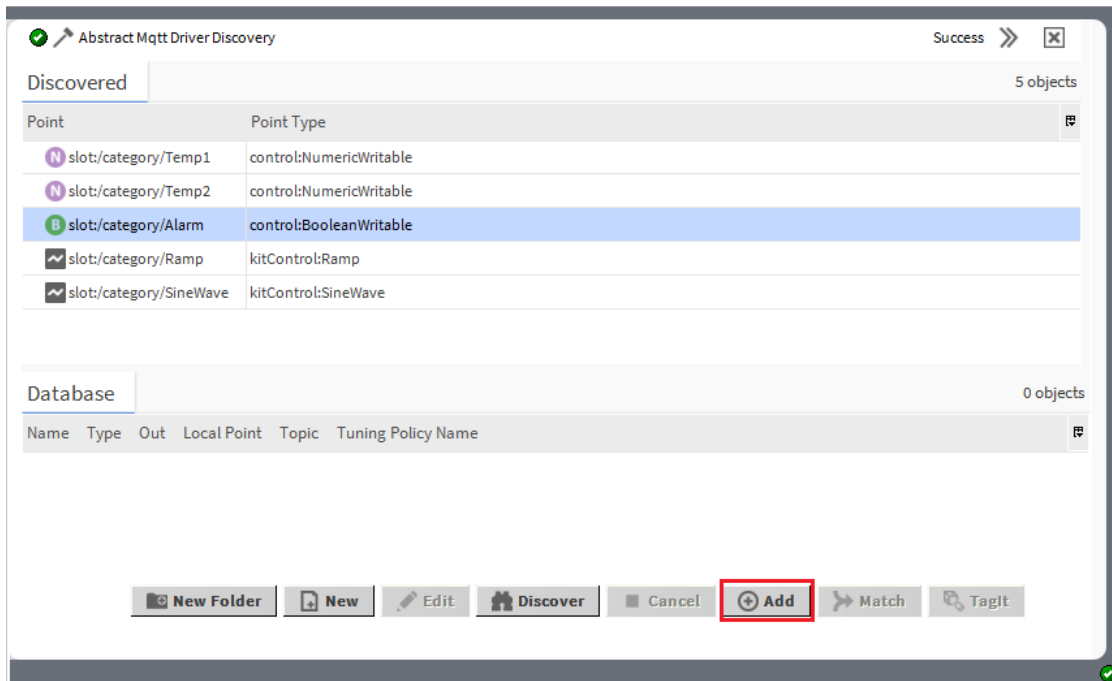 Abstract Mqtt Driver Discovery Success
Discovered 5 objects
Point Point Type
N slot:/category/Temp1 control:NumericWritable
N slot:/category/Temp2 control:NumericWritable
B slot:/category/Alarm control:BooleanWritable
slot:/category/Ramp kitControl:Ramp
slot:/category/SineWave kitControl:SineWave
Database 0 objects
Name Type Out Local Point Topic Tuning Policy Name
New Folder New Edit Discover Cancel Add Match TagIt